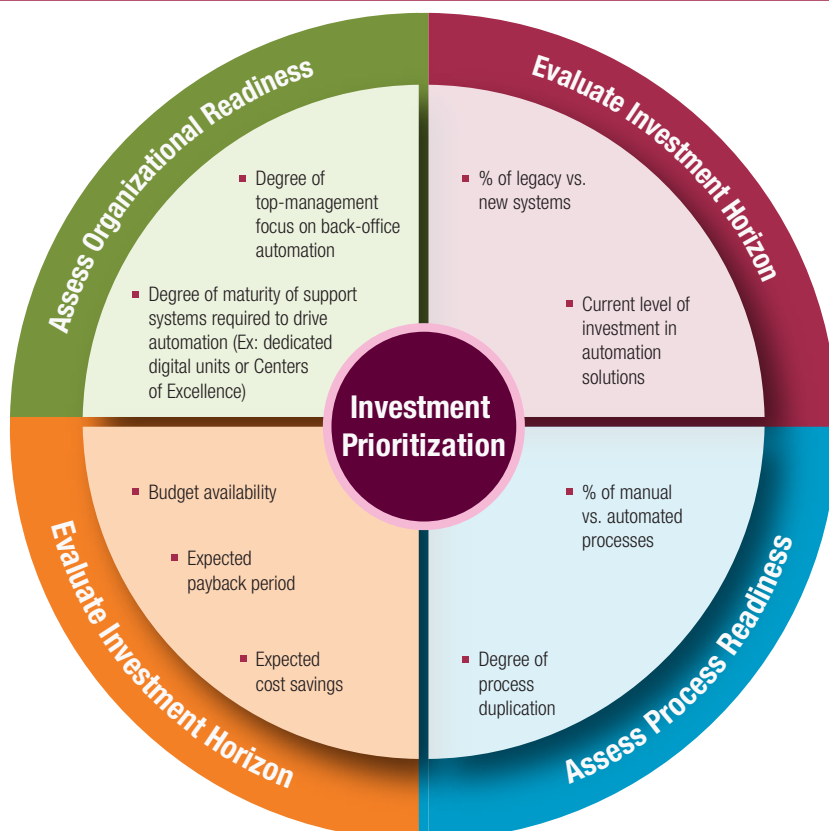 Assess Organizational Readiness
▪ Degree of
top-management
focus on back-office
automation
▪ Degree of maturity of support
systems required to drive
automation (Ex: dedicated
digital units or Centers
of Excellence)
Evaluate Investment Horizon
▪ % of legacy vs.
new systems
▪ Current level of
investment in
automation
solutions
Investment
Prioritization
Evaluate Investment Horizon
▪ Budget availability
▪ Expected
payback period
▪ Expected
cost savings
Assess Process Readiness
▪ % of manual
vs. automated
processes
▪ Degree of
process
duplication